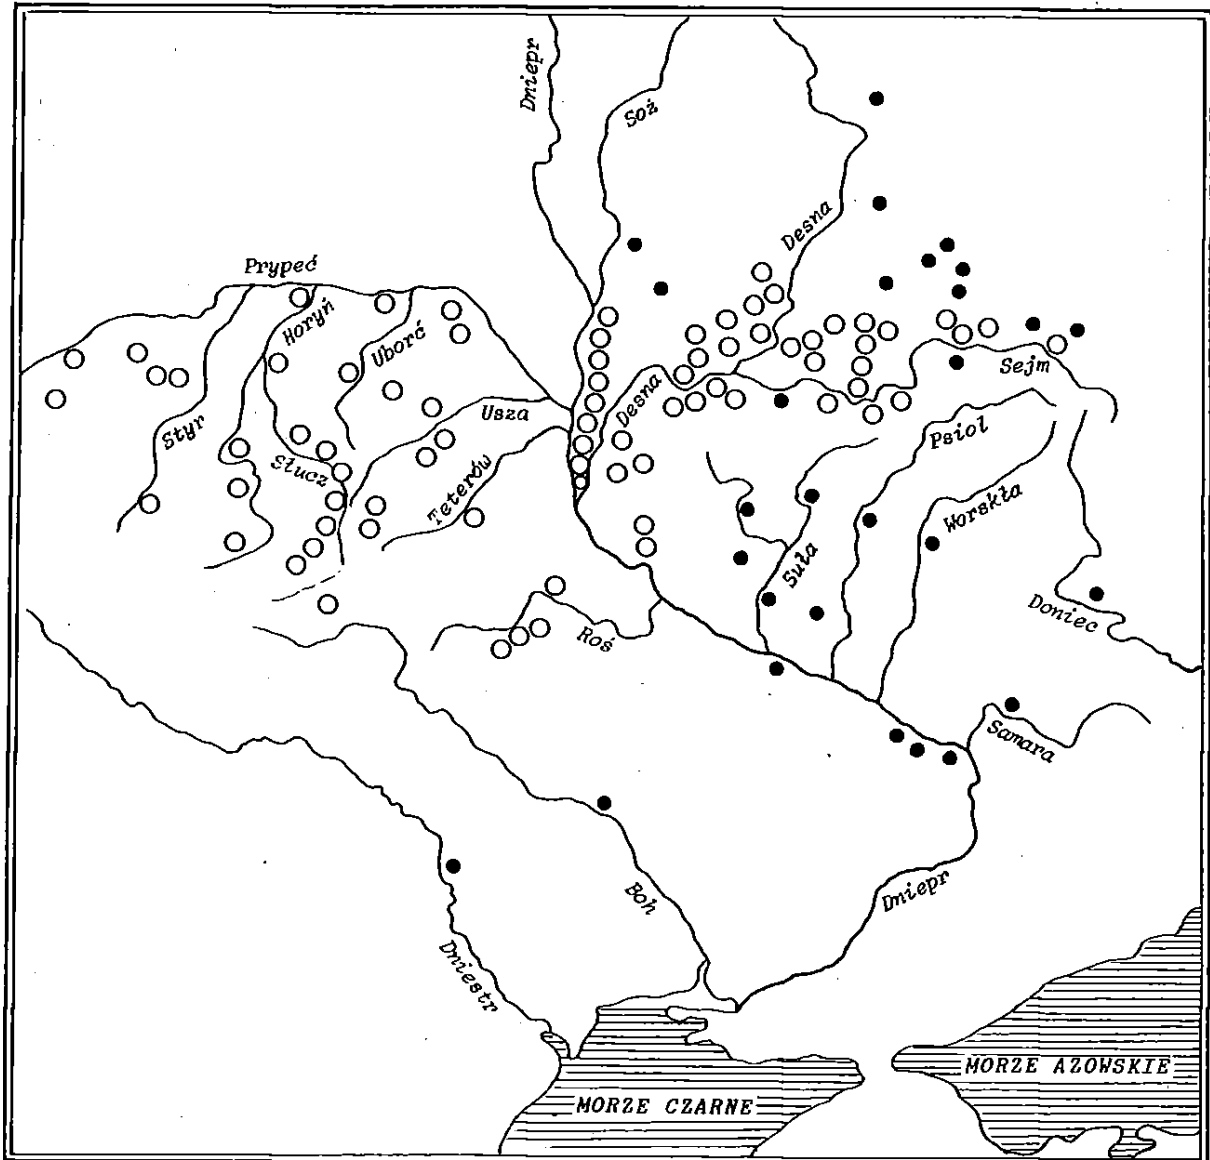 Dniepr
Soż
Desna
Prypeć
Horyń
Uborć
Styr
Słucz
Usza
Teterów
Desna
Sejm
Psioł
Worskła
Suła
Doniec
Roś
Samara
Boh
Dniepr
Dniestr
MORZE AZOWSKIE
MORZE CZARNE